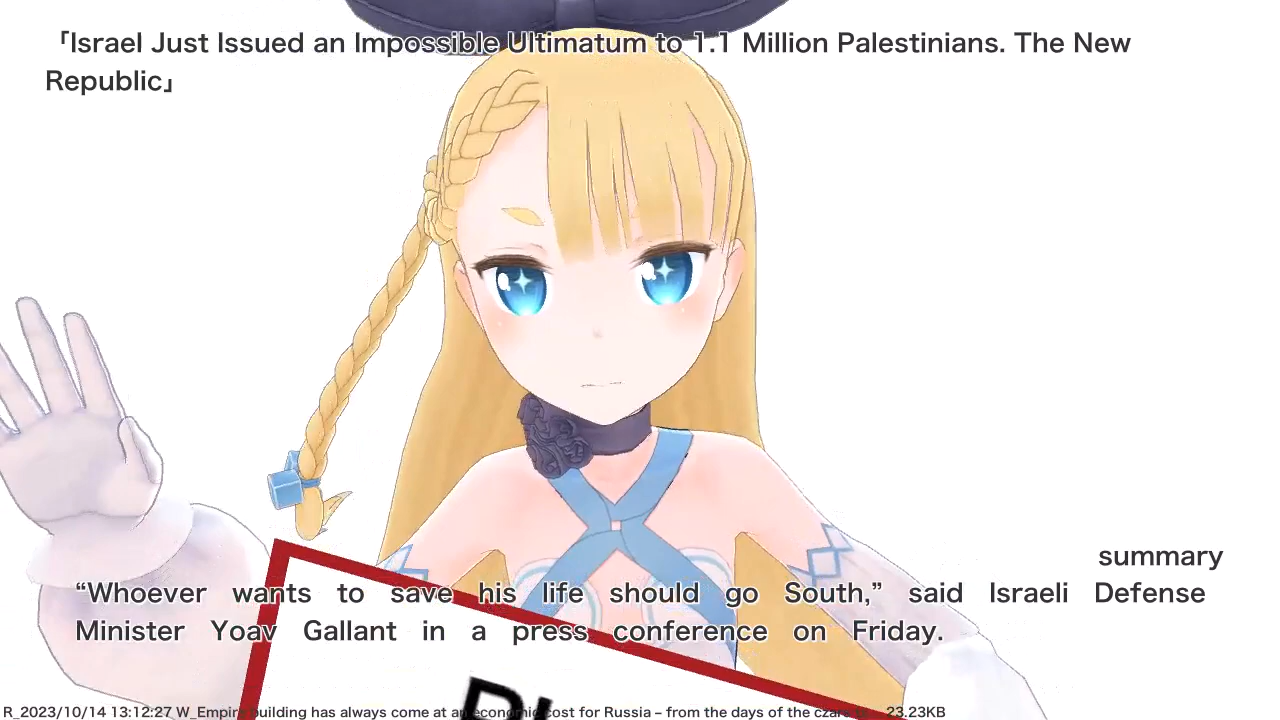 「Israel Just Issued an Impossible Ultimatum to 1.1 Million Palestinians. The New
Republic」
summary
“Whoever wants to save his life should go South,” said Israeli Defense
Minister Yoav Gallant in a press conference on Friday.
R_2023/10/14 13:12:27 W_Empire building has always come at an economic cost for Russia – from the days of the czars 23.23KB